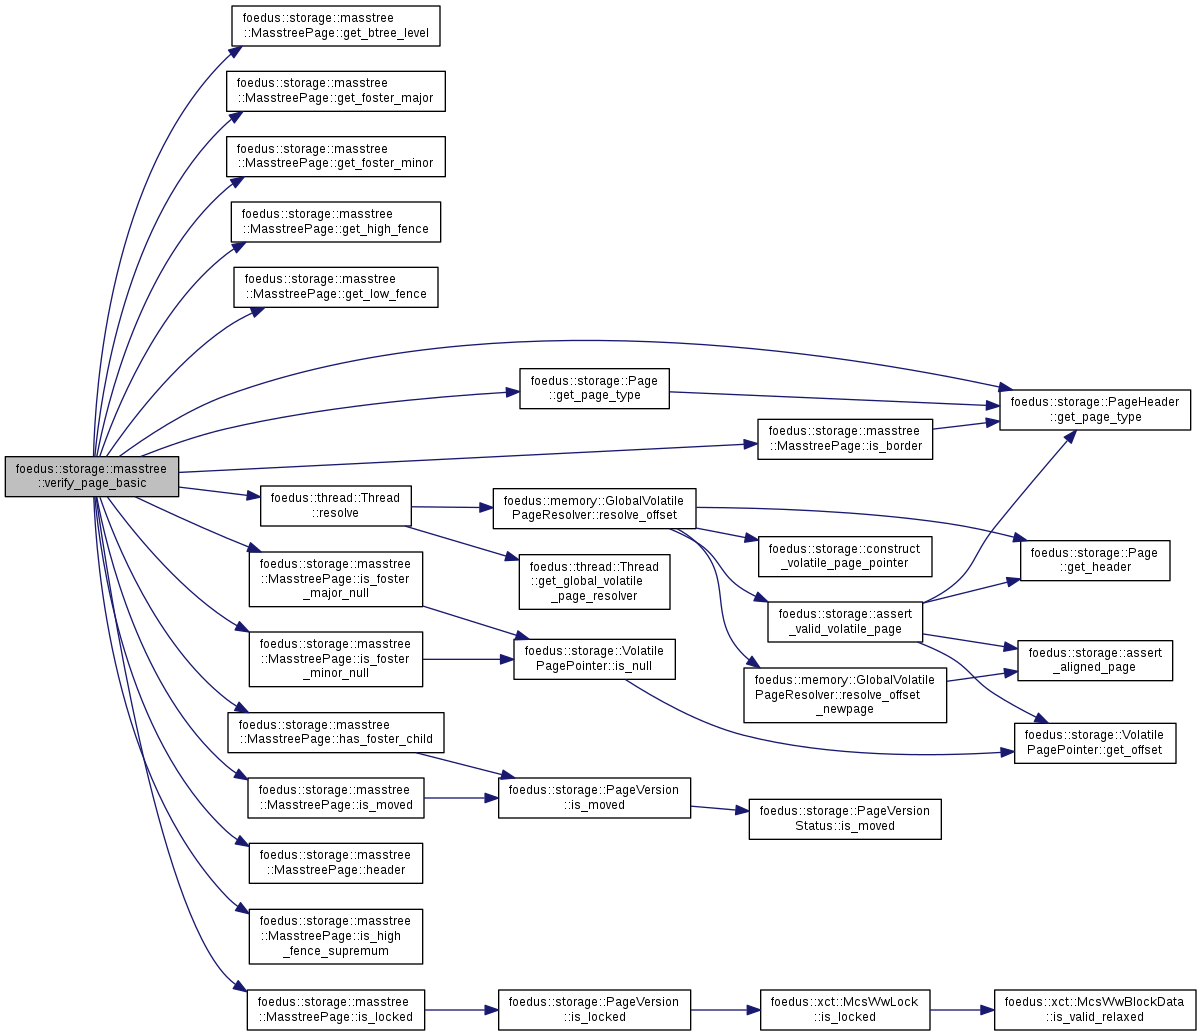 foedus::storage::masstree
::MasstreePage::get_btree_level
foedus::storage::masstree
::MasstreePage::get_foster_major
foedus::storage::masstree
::MasstreePage::get_foster_minor
foedus::storage::masstree
::MasstreePage::get_high_fence
foedus::storage::masstree
::MasstreePage::get_low_fence
foedus::storage::Page
::get_page_type
foedus::storage::PageHeader
::get_page_type
foedus::storage::masstree
::MasstreePage::is_border
foedus::storage::masstree
::verify_page_basic
foedus::thread::Thread
::resolve
foedus::memory::GlobalVolatile
PageResolver::resolve_offset
foedus::storage::construct
_volatile_page_pointer
foedus::storage::Page
::get_header
foedus::storage::masstree
::MasstreePage::is_foster
_major_null
foedus::thread::Thread
::get_global_volatile
_page_resolver
foedus::storage::assert
_valid_volatile_page
foedus::storage::masstree
::MasstreePage::is_foster
_minor_null
foedus::storage::Volatile
PagePointer::is_null
foedus::storage::assert
_aligned_page
foedus::memory::GlobalVolatile
PageResolver::resolve_offset
_newpage
foedus::storage::masstree
::MasstreePage::has_foster_child
foedus::storage::Volatile
PagePointer::get_offset
foedus::storage::masstree
::MasstreePage::is_moved
foedus::storage::PageVersion
::is_moved
foedus::storage::PageVersion
Status::is_moved
foedus::storage::masstree
::MasstreePage::header
foedus::storage::masstree
::MasstreePage::is_high
_fence_supremum
foedus::storage::masstree
::MasstreePage::is_locked
foedus::storage::PageVersion
::is_locked
foedus::xct::McsWwLock
::is_locked
foedus::xct::McsWwBlockData
::is_valid_relaxed